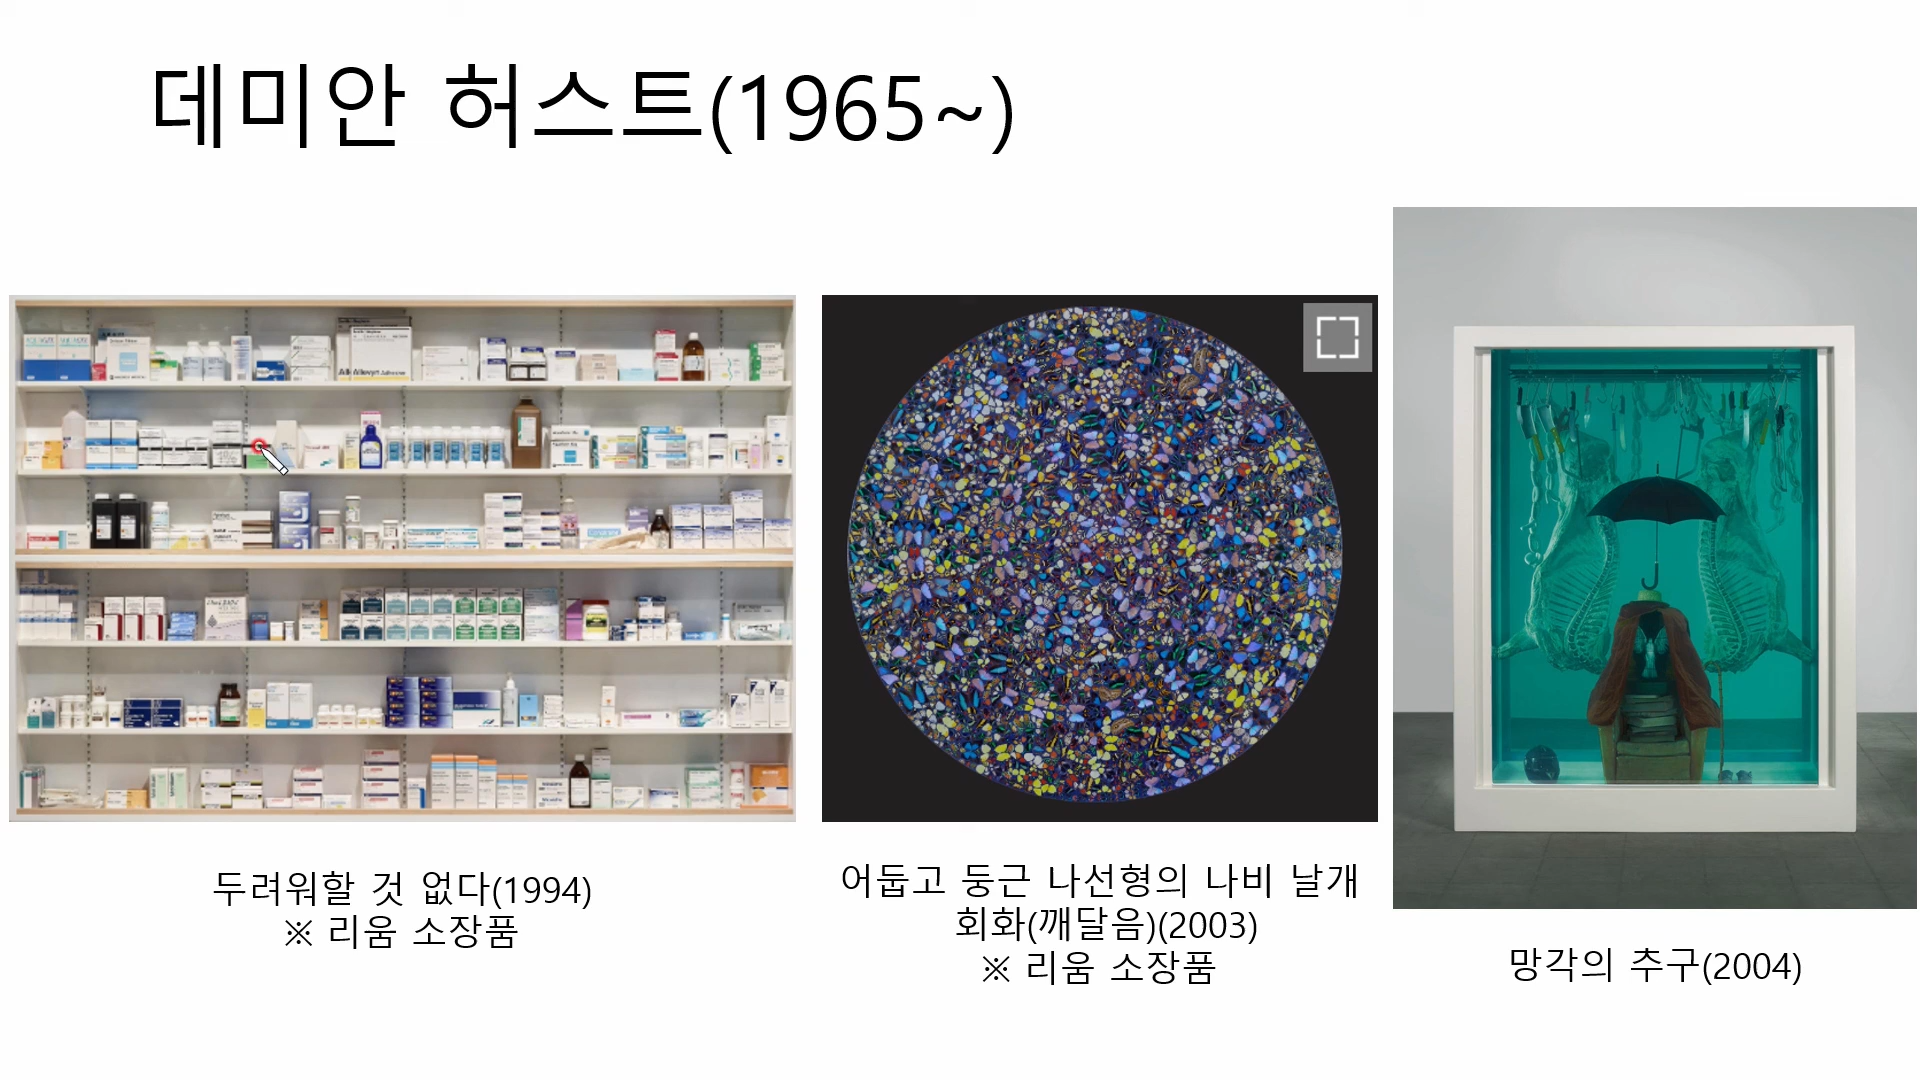 데미안 허스트(1965~)
두려워할 것 없다(1994)
※ 리움 소장품
어둡고 둥근 나선형의 나비 날개
회화(깨달음)(2003)
※ 리움 소장품
망각의 추구(2004)